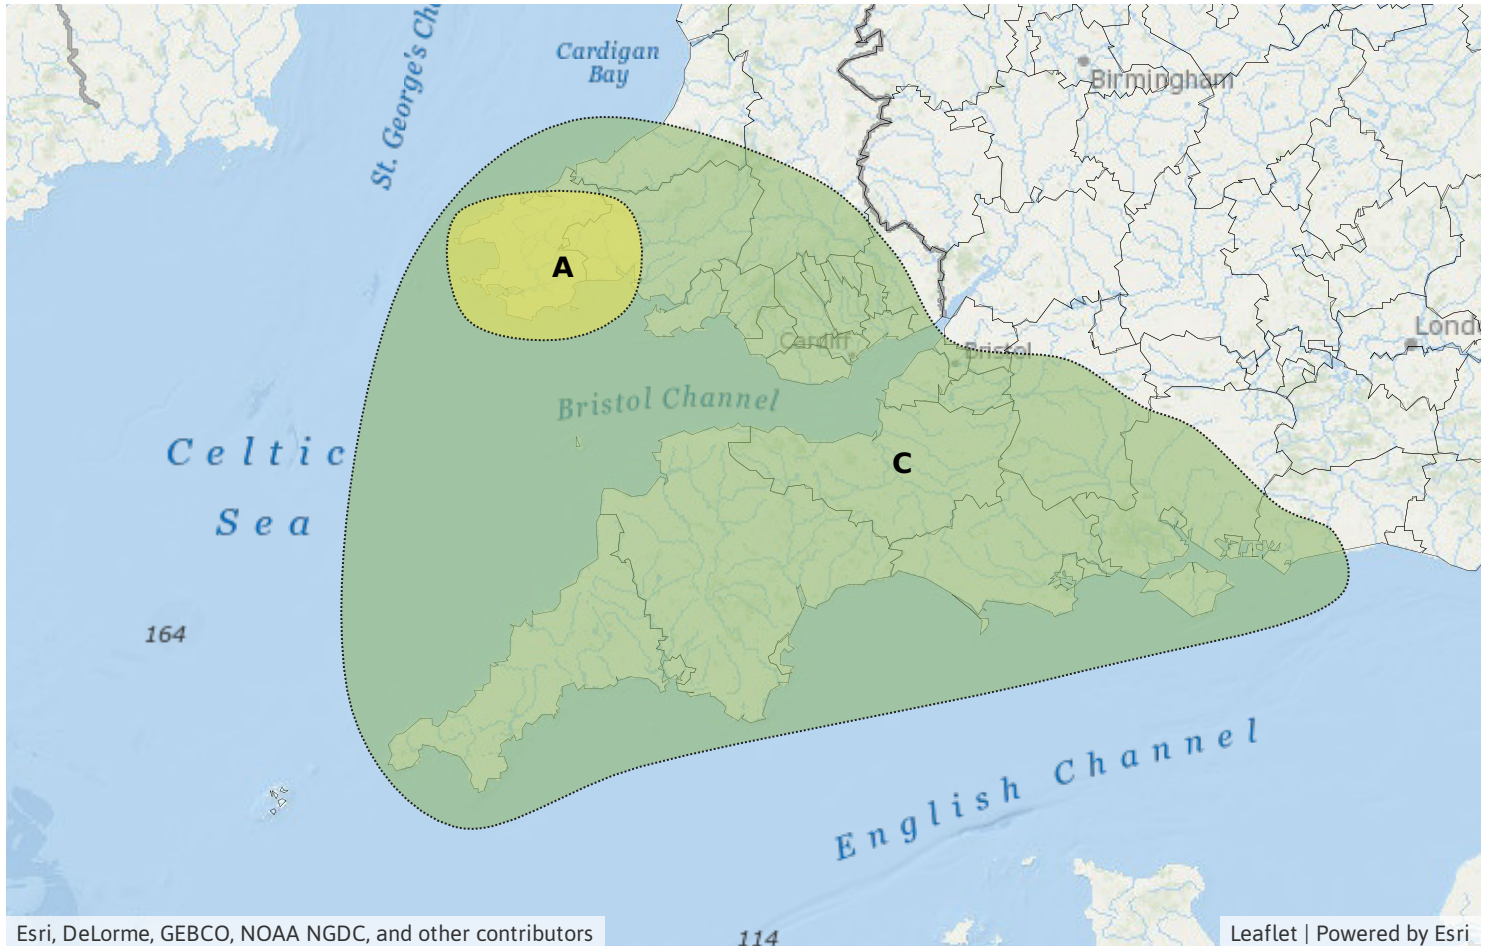 St. George's Ch
Cardigan
Bay
Birmingham
A
Lond
Cardiff
Bristol
Bristol Channel
Celtic
Sea
C
164
English Channel
114
Esri, DeLorme, GEBCO, NOAA NGDC, and other contributors
Leaflet | Powered by Esri